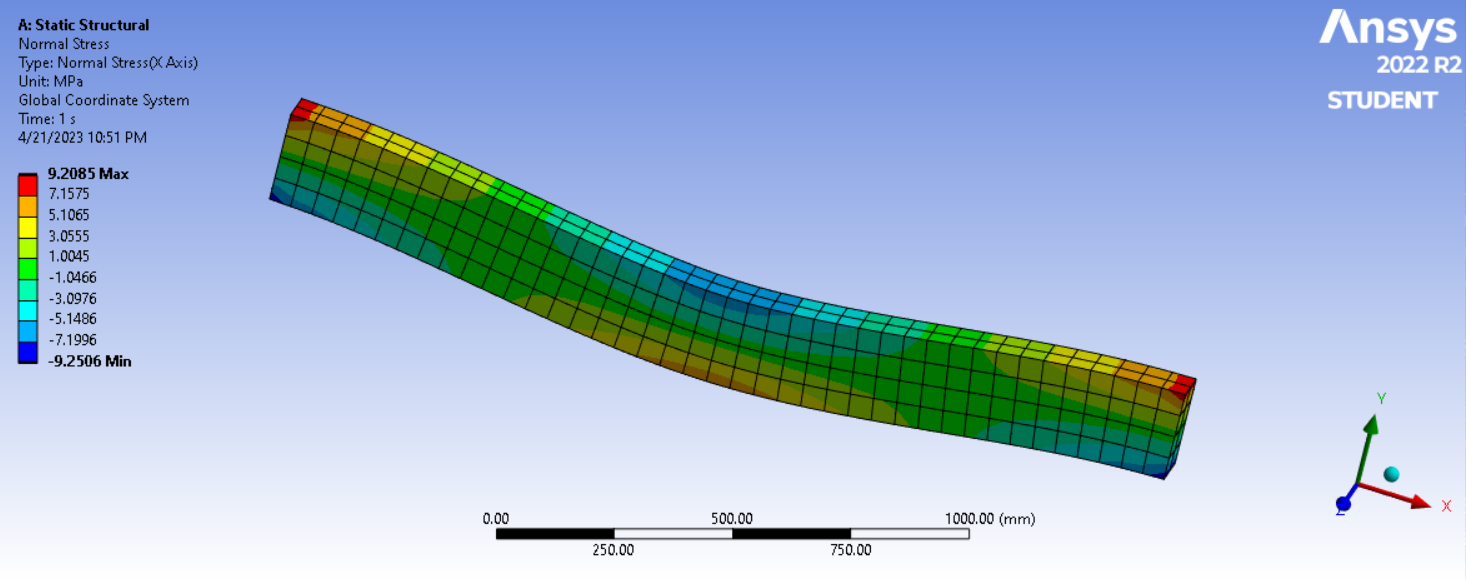 A: Static Structural
Normal Stress
Type: Normal Stress(X Axis)
Unit: MPa
Global Coordinate System
Time: 1 s
4/21/2023 10:51 PM
9.2085 Max
7.1575
5.1065
3.0555
1.0045
-1.0466
-3.0976
-5.1486
-7.1996
-9.2506 Min
Ansys
2022 R2
STUDENT
0.00 500.00 1000.00 (mm)
250.00 750.00
Y
X
Z